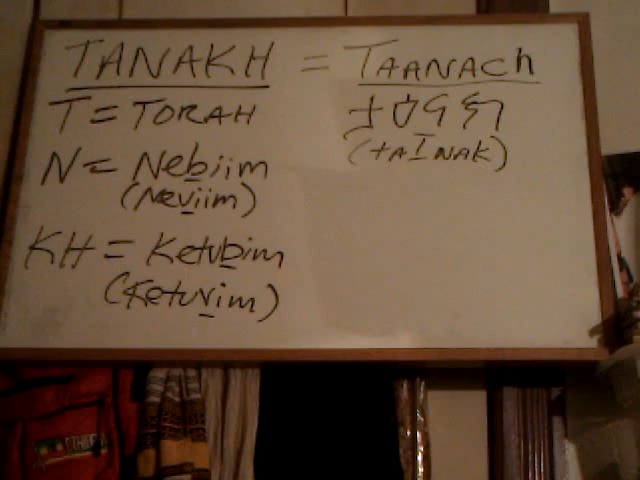 TANAKH = TAANACh
T = TORAH
N = Nebiim
(Neviim)
KH = Ketubim
(Ketuvim)
(tAINAK)